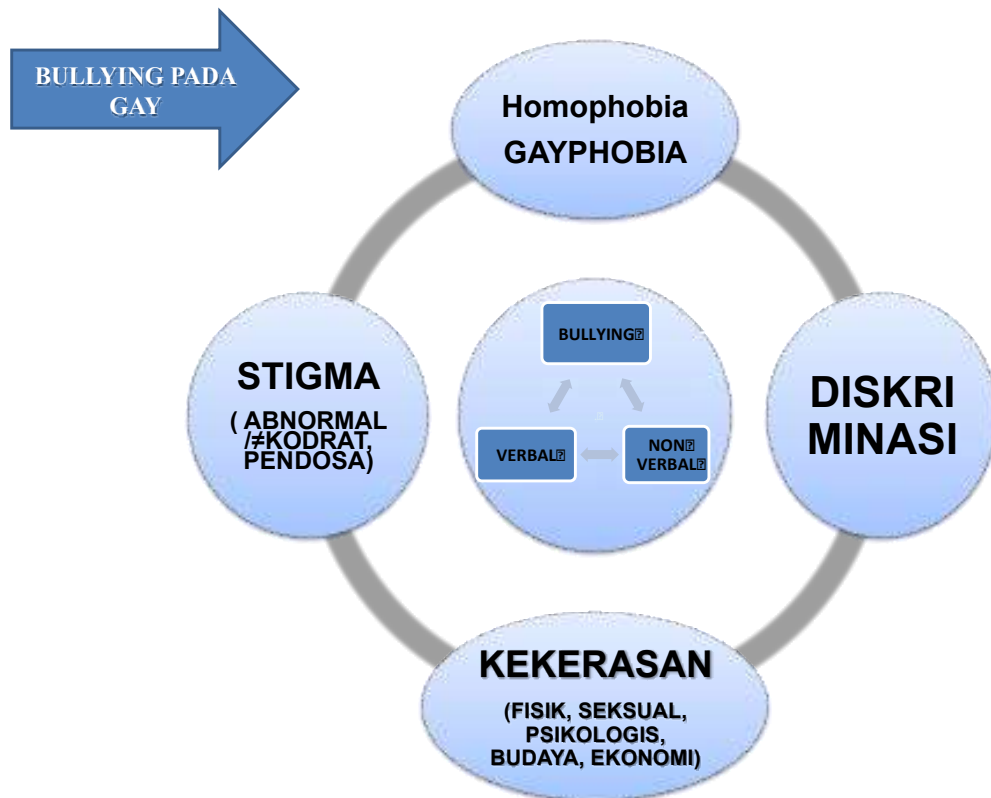 BULLYING PADA
GAY
Homophobia
GAYPHOBIA
STIGMA
( ABNORMAL
/≠KODRAT,
PENDOSA)
BULLYING⍰
VERBAL⍰
NON⍰
VERBAL⍰
DISKRI
MINASI
KEKERASAN
(FISIK, SEKSUAL,
PSIKOLOGIS,
BUDAYA, EKONOMI)